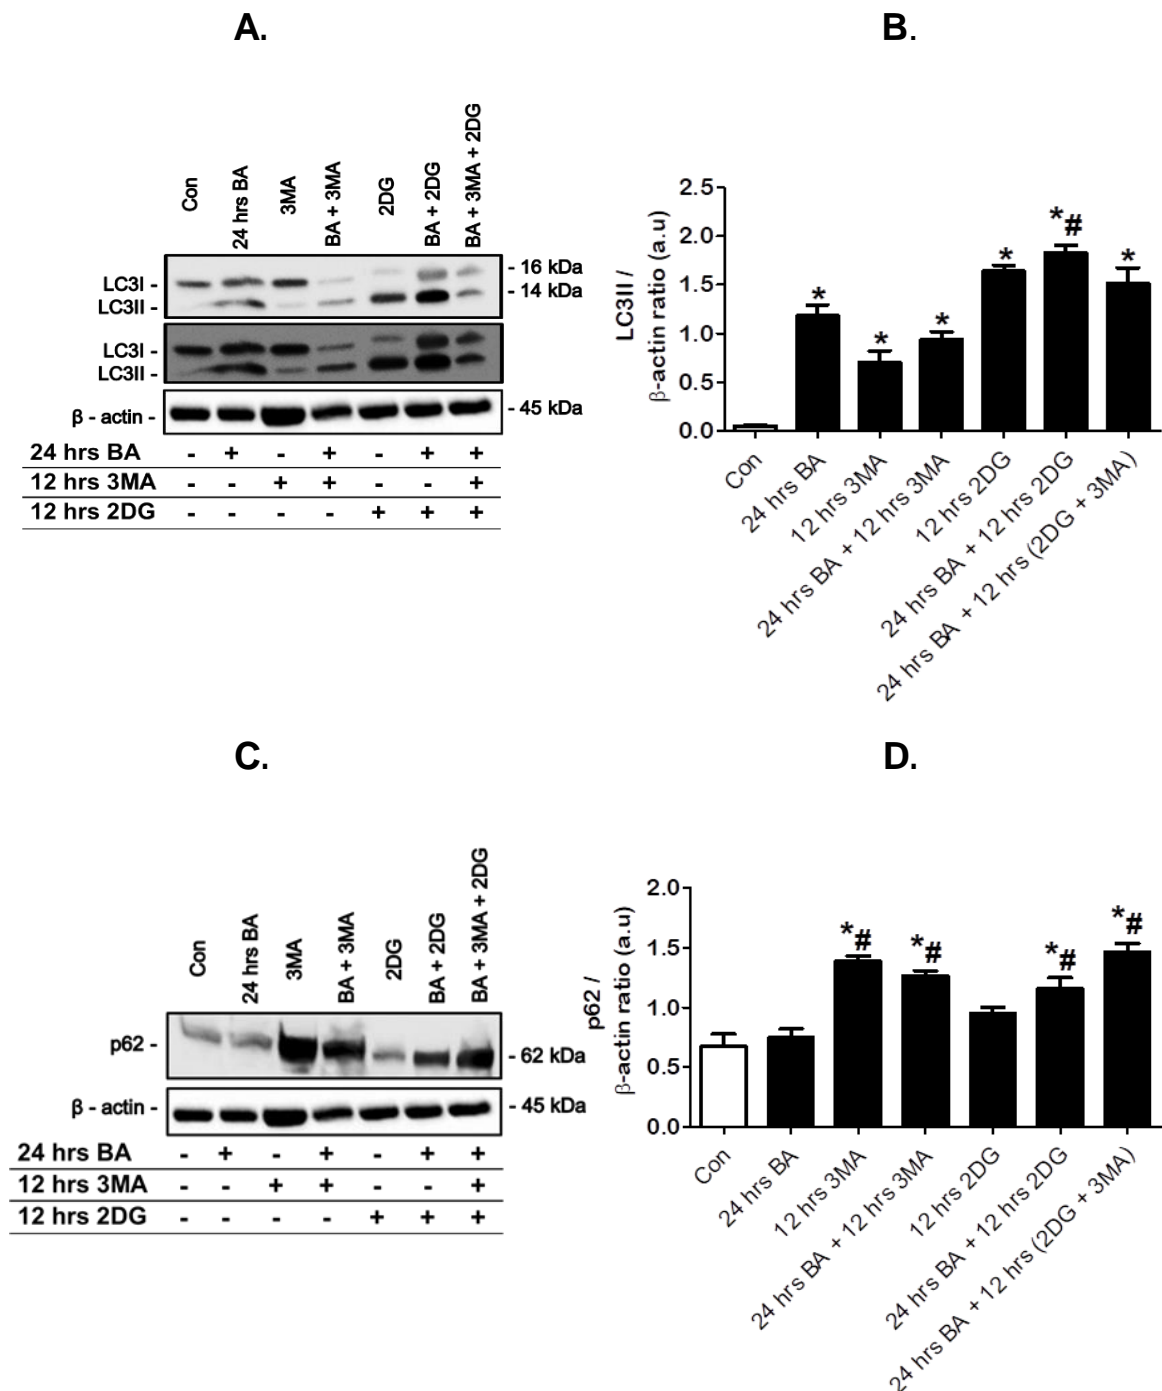 A.
B.
Con
24 hrs BA
3MA
BA + 3MA
2DG
BA + 2DG
BA + 3MA + 2DG
LC3I -
LC3II -
- 16 kDa
- 14 kDa
LC3I -
LC3II -
β - actin -
- 45 kDa
24 hrs BA - + - + - + +
12 hrs 3MA - - + + - - +
12 hrs 2DG - - - - + + +
LC3II /
β-actin ratio (a.u)
2.5
2.0
1.5
1.0
0.5
0.0
* * * * * *# *
Con
24 hrs BA
12 hrs 3MA
24 hrs BA + 12 hrs 3MA
12 hrs 2DG
24 hrs BA + 12 hrs 2DG
24 hrs BA + 12 hrs (2DG + 3MA)
C.
D.
Con
24 hrs BA
3MA
BA + 3MA
2DG
BA + 2DG
BA + 3MA + 2DG
p62 -
- 62 kDa
β - actin -
- 45 kDa
24 hrs BA - + - + - + +
12 hrs 3MA - - + + - - +
12 hrs 2DG - - - - + + +
p62 /
β-actin ratio (a.u)
2.0
1.5
1.0
0.5
0.0
*# *# *# *#
Con
24 hrs BA
12 hrs 3MA
24 hrs BA + 12 hrs 3MA
12 hrs 2DG
24 hrs BA + 12 hrs 2DG
24 hrs BA + 12 hrs (2DG + 3MA)